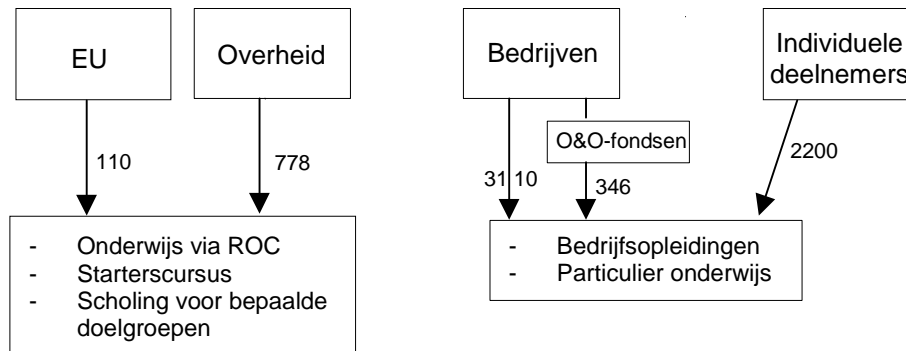 EU
Overheid
Bedrijven
Individuele
deelnemers
O&O-fondsen
110
778
3110
346
2200
- Onderwijs via ROC
- Starterscursus
- Scholing voor bepaalde
doelgroepen
- Bedrijfsopleidingen
- Particulier onderwijs